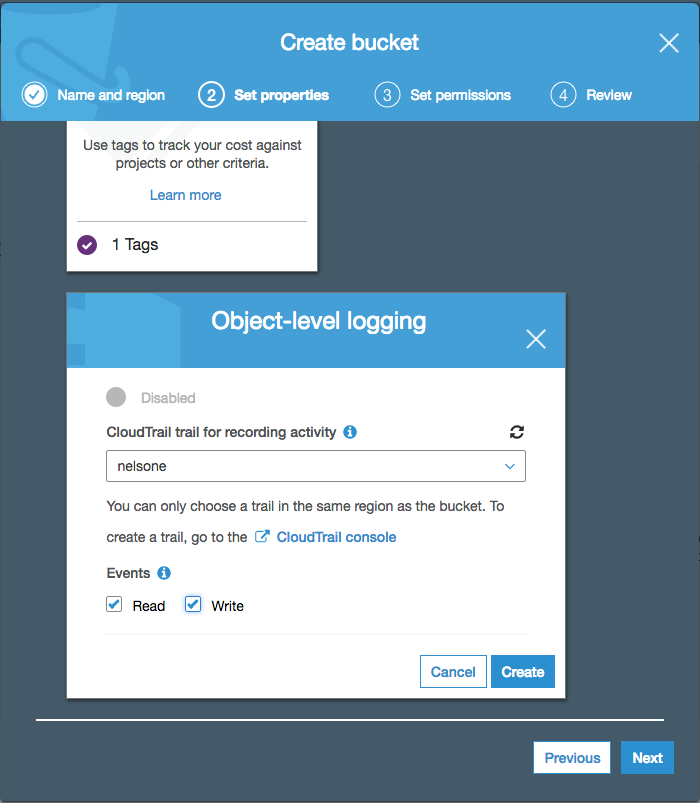 Create bucket
Name and region
2 Set properties
3 Set permissions
4 Review
Use tags to track your cost against
projects or other criteria.
Learn more
1 Tags
Object-level logging
Disabled
CloudTrail trail for recording activity
nelsone
You can only choose a trail in the same region as the bucket. To
create a trail, go to the CloudTrail console
Events
Read Write
Cancel Create
Previous Next